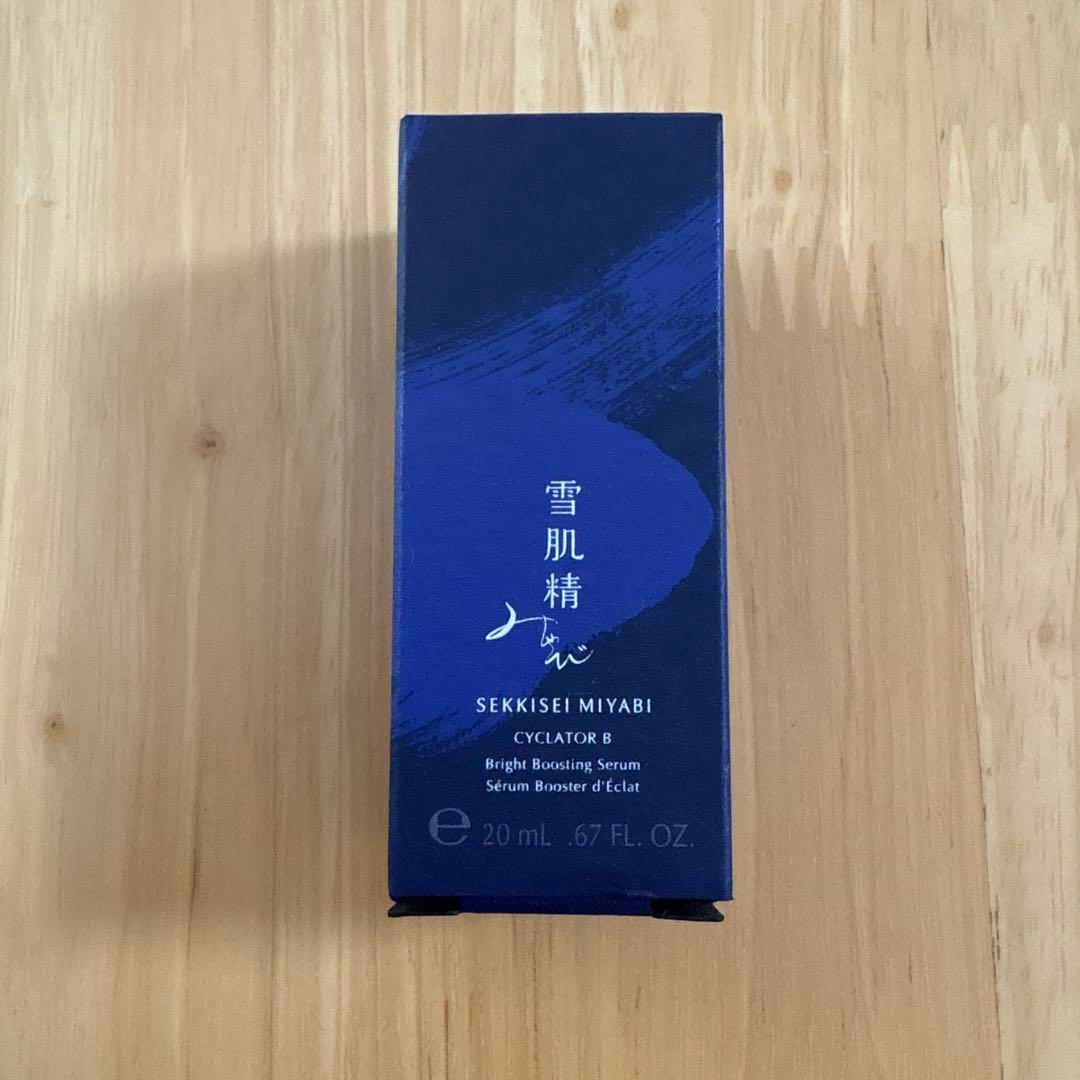 雪肌精
みやび
SEKKISEI MIYABI
CYCLATOR B
Bright Boosting Serum
Sérum Booster d'Éclat
℮ 20 mL .67 FL. OZ.